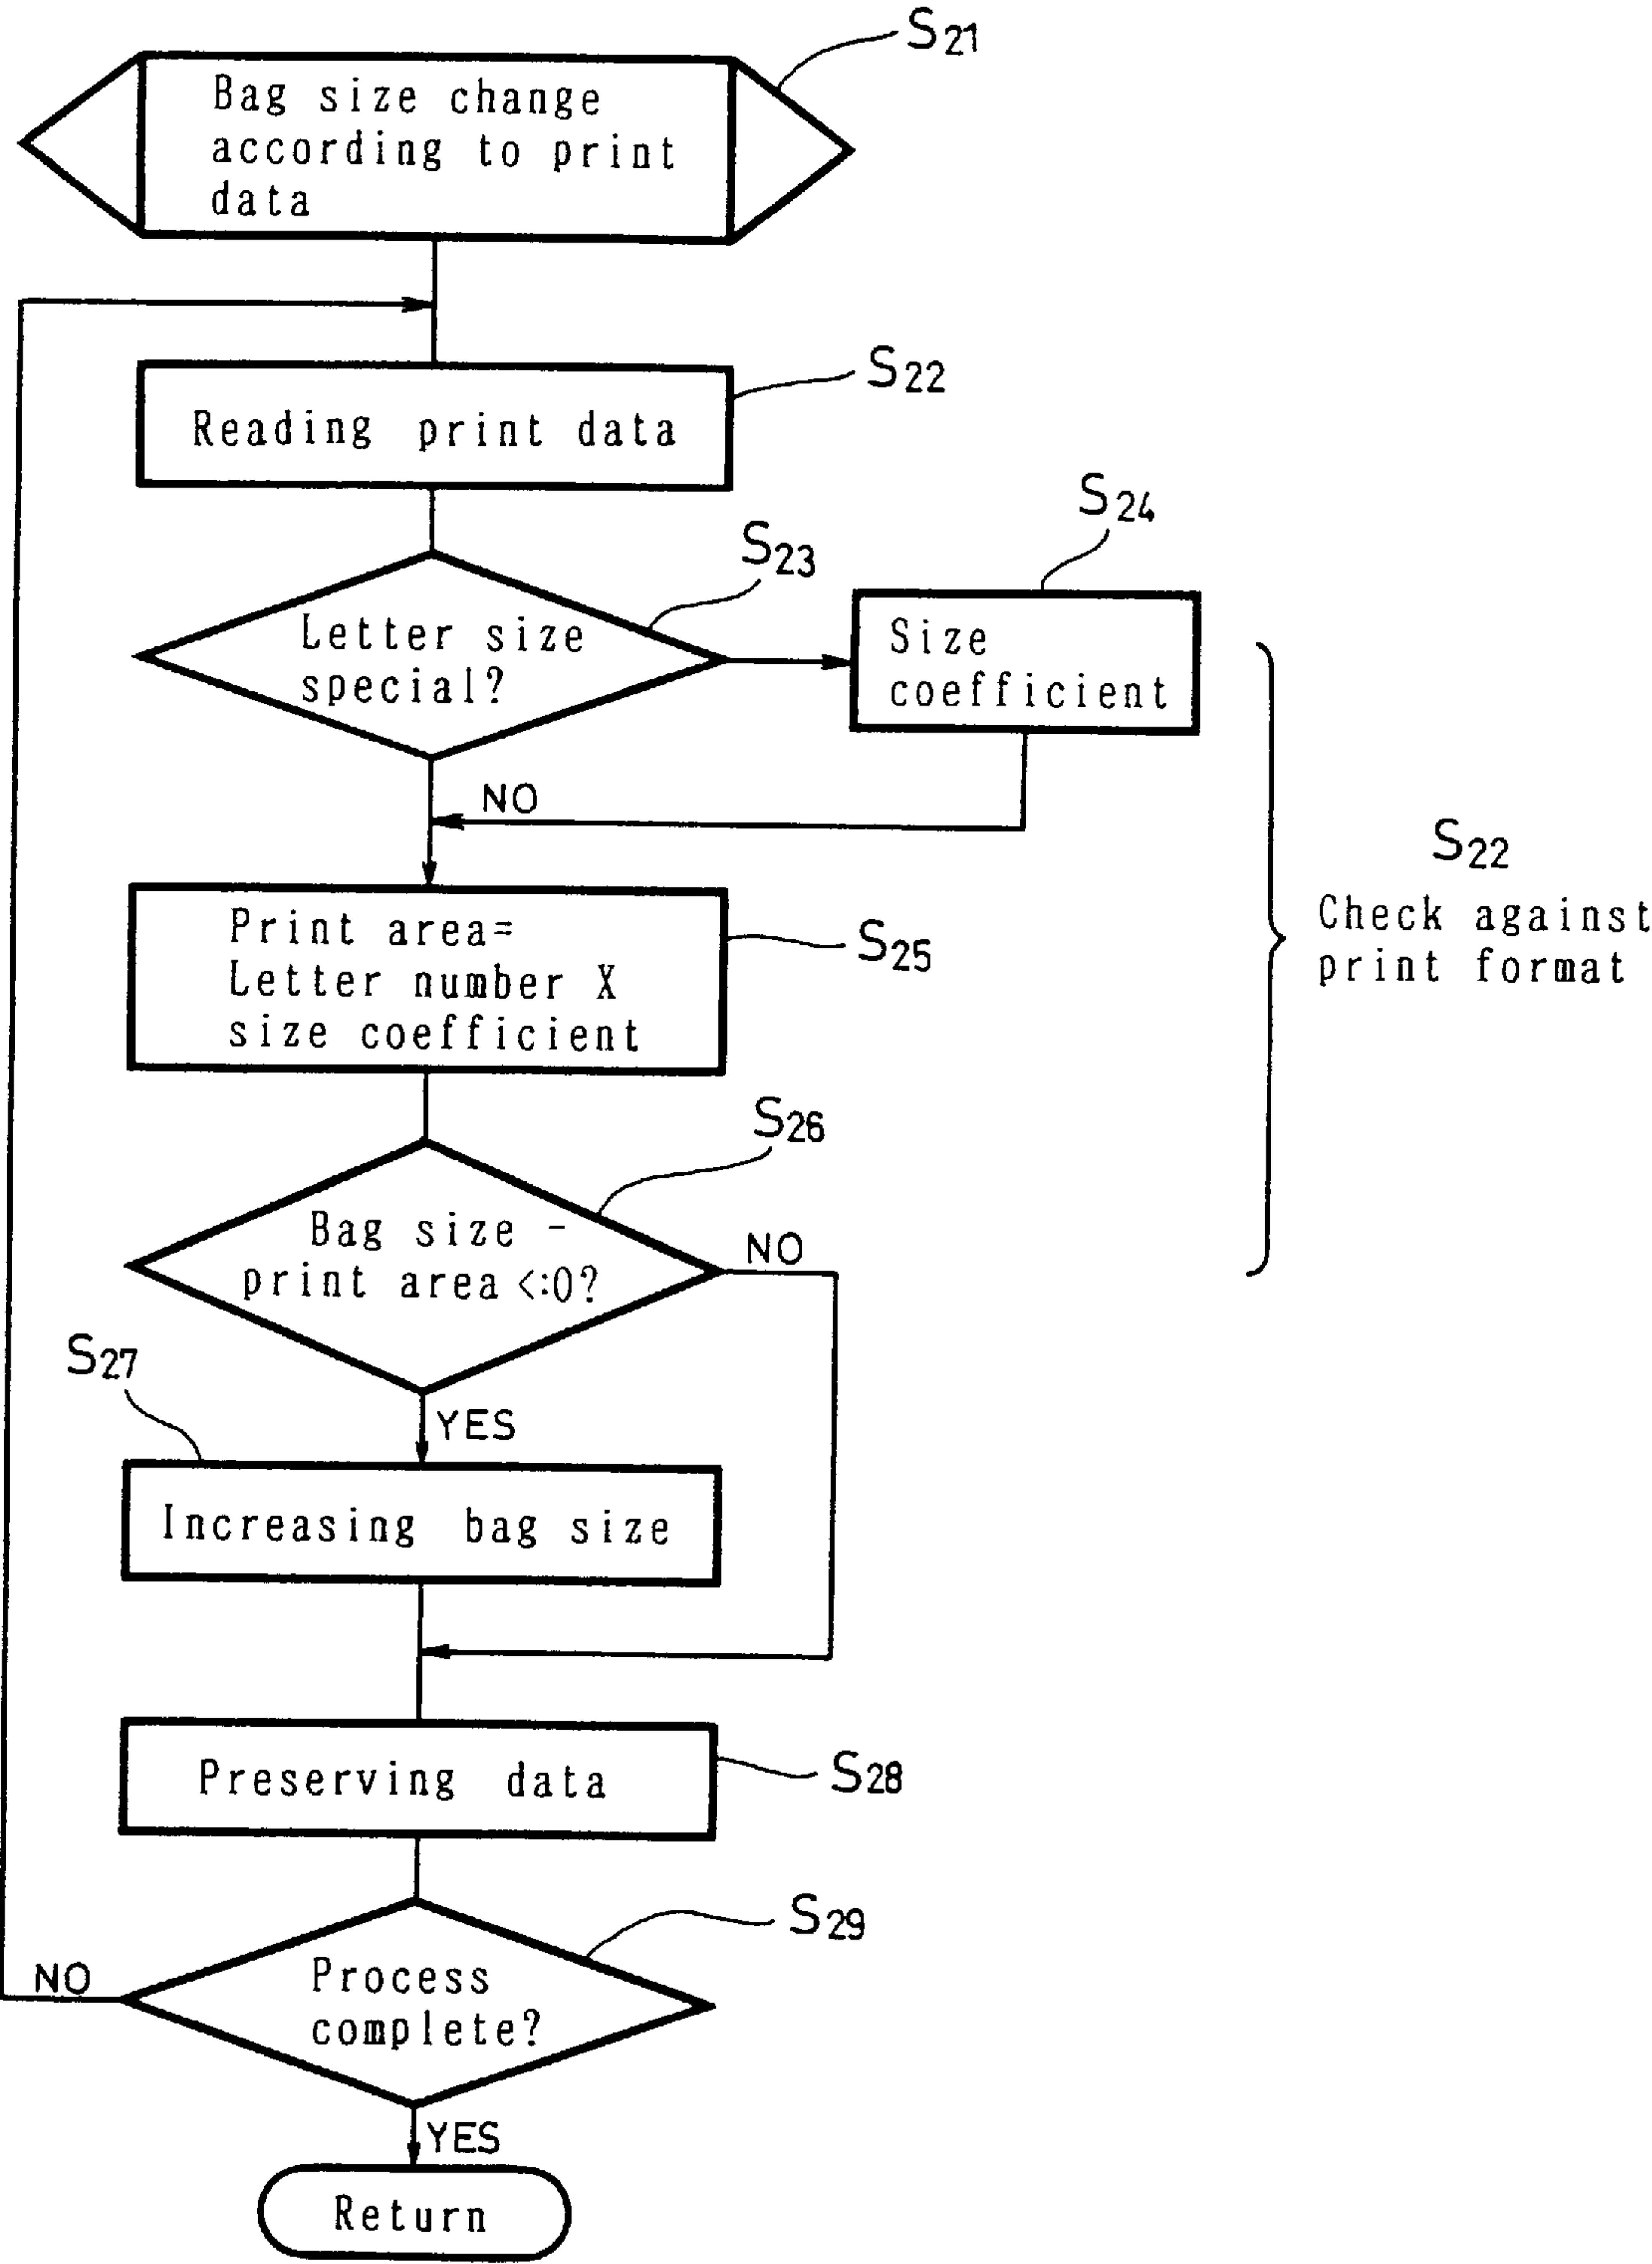 S21
Bag size change
according to print
data
S22
Reading print data
S23
Letter size
special?
S24
Size
coefficient
NO
S22
Check against
print format
Print area=
Letter number X
size coefficient
S25
S26
Bag size -
print area <:0?
NO
S27
YES
Increasing bag size
Preserving data
S28
S29
Process
complete?
NO
YES
Return